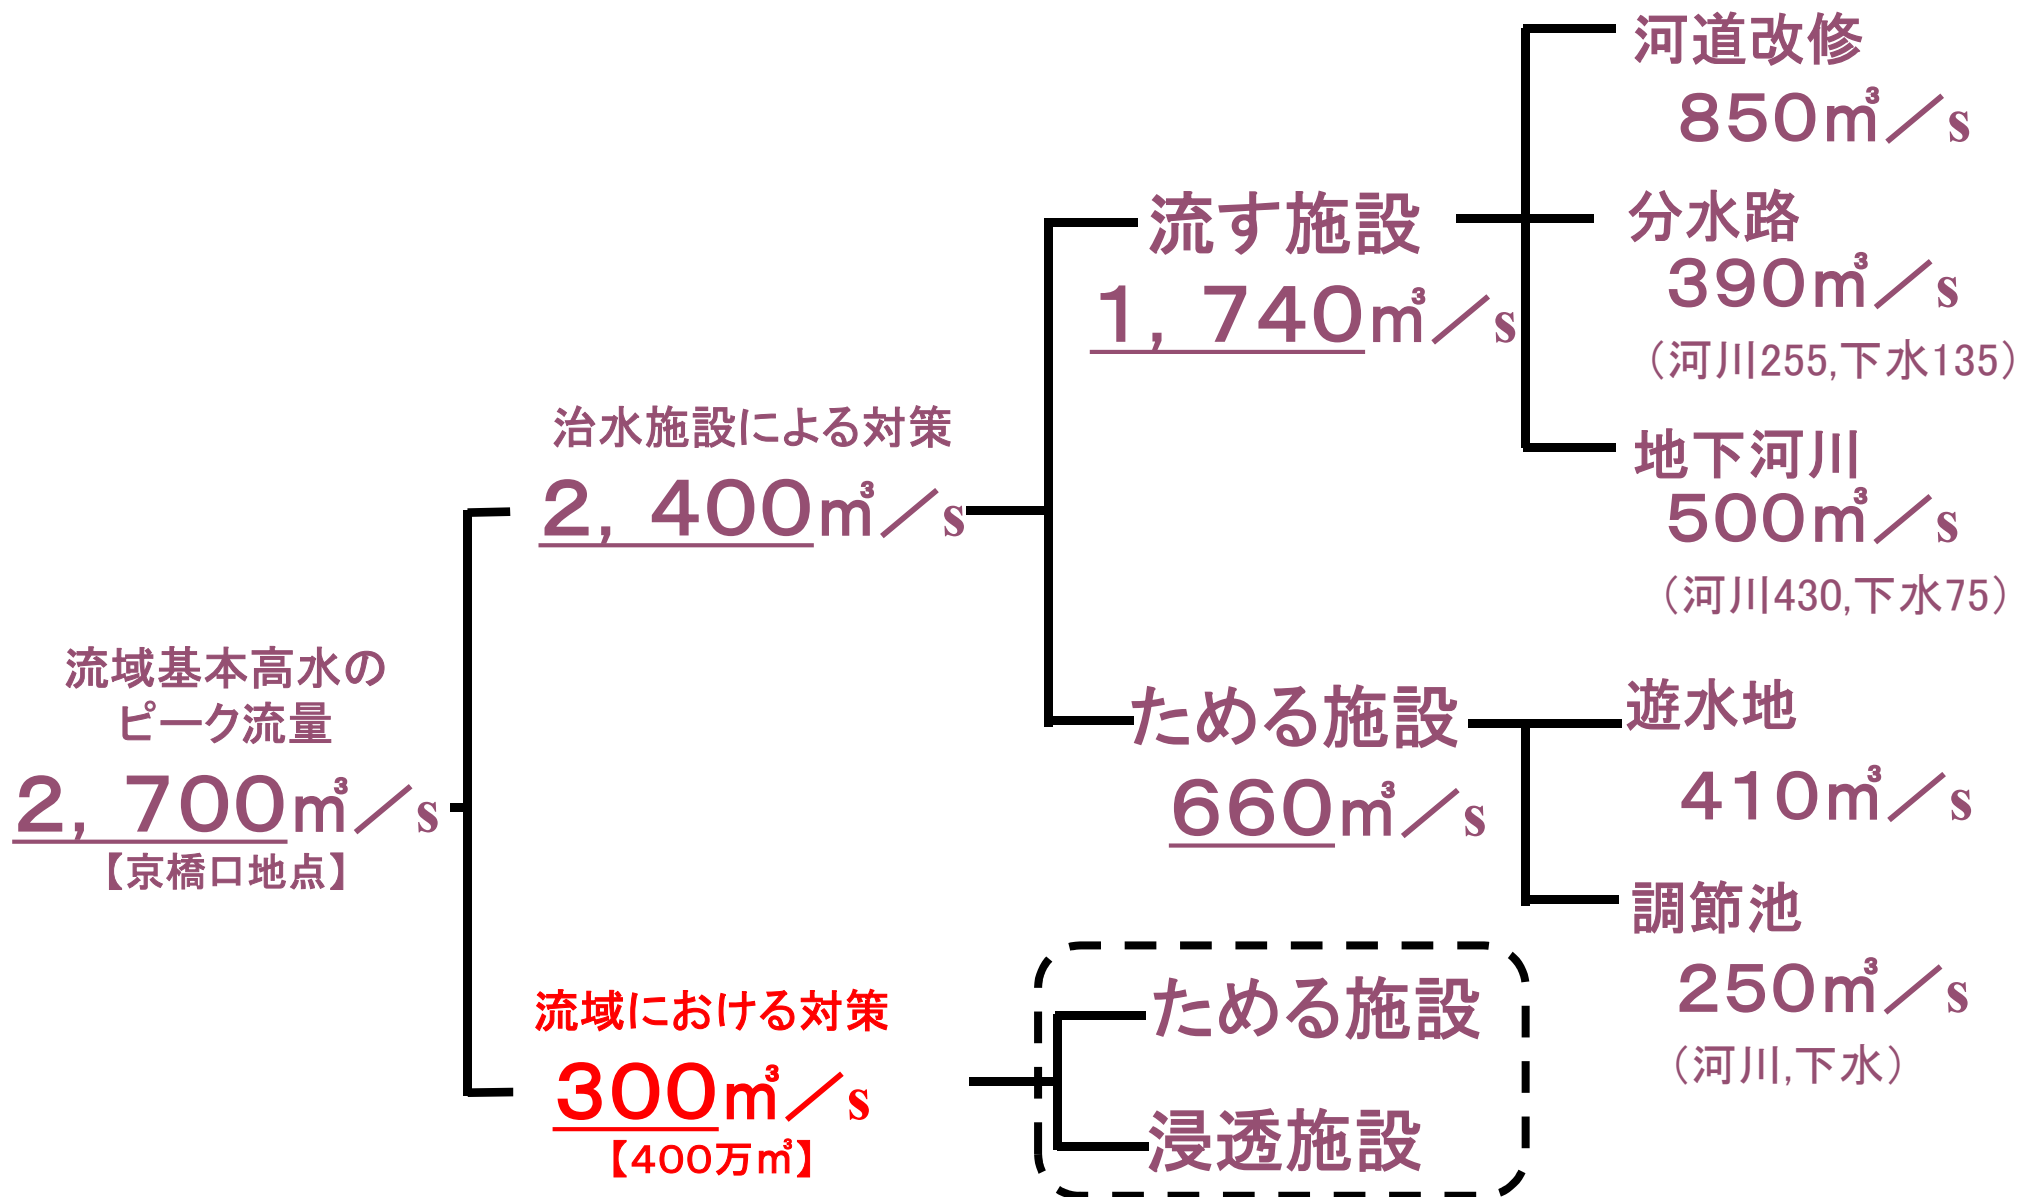 流域基本高水の
ピーク流量
2，700㎥／s
【京橋口地点】
治水施設による対策
2，400㎥／s
流す施設
1，740㎥／s
河道改修
850㎥／s
分水路
390㎥／s
（河川255,下水135）
地下河川
500㎥／s
（河川430,下水75）
ためる施設
660㎥／s
遊水地
410㎥／s
調節池
250㎥／s
（河川,下水）
流域における対策
300㎥／s
【400万㎥】
ためる施設
浸透施設